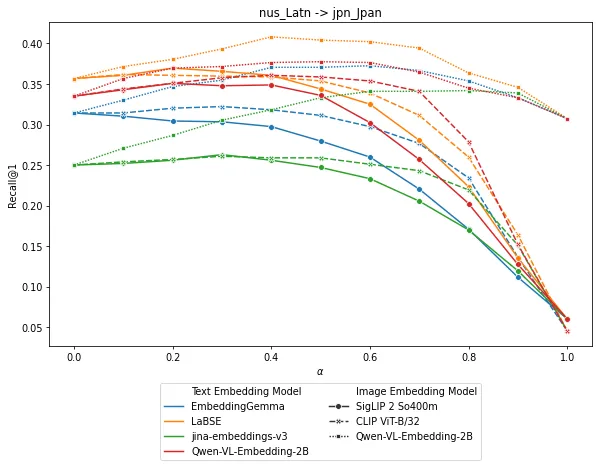 nus_Latn -> jpn_Jpan
0.40
0.35
0.30
0.25
0.20
0.15
0.10
0.05
Recall@1
0.0 0.2 0.4 0.6 0.8 1.0
α
Text Embedding Model
EmbeddingGemma
LaBSE
jina-embeddings-v3
Qwen-VL-Embedding-2B
Image Embedding Model
SigLIP 2 So400m
CLIP ViT-B/32
Qwen-VL-Embedding-2B